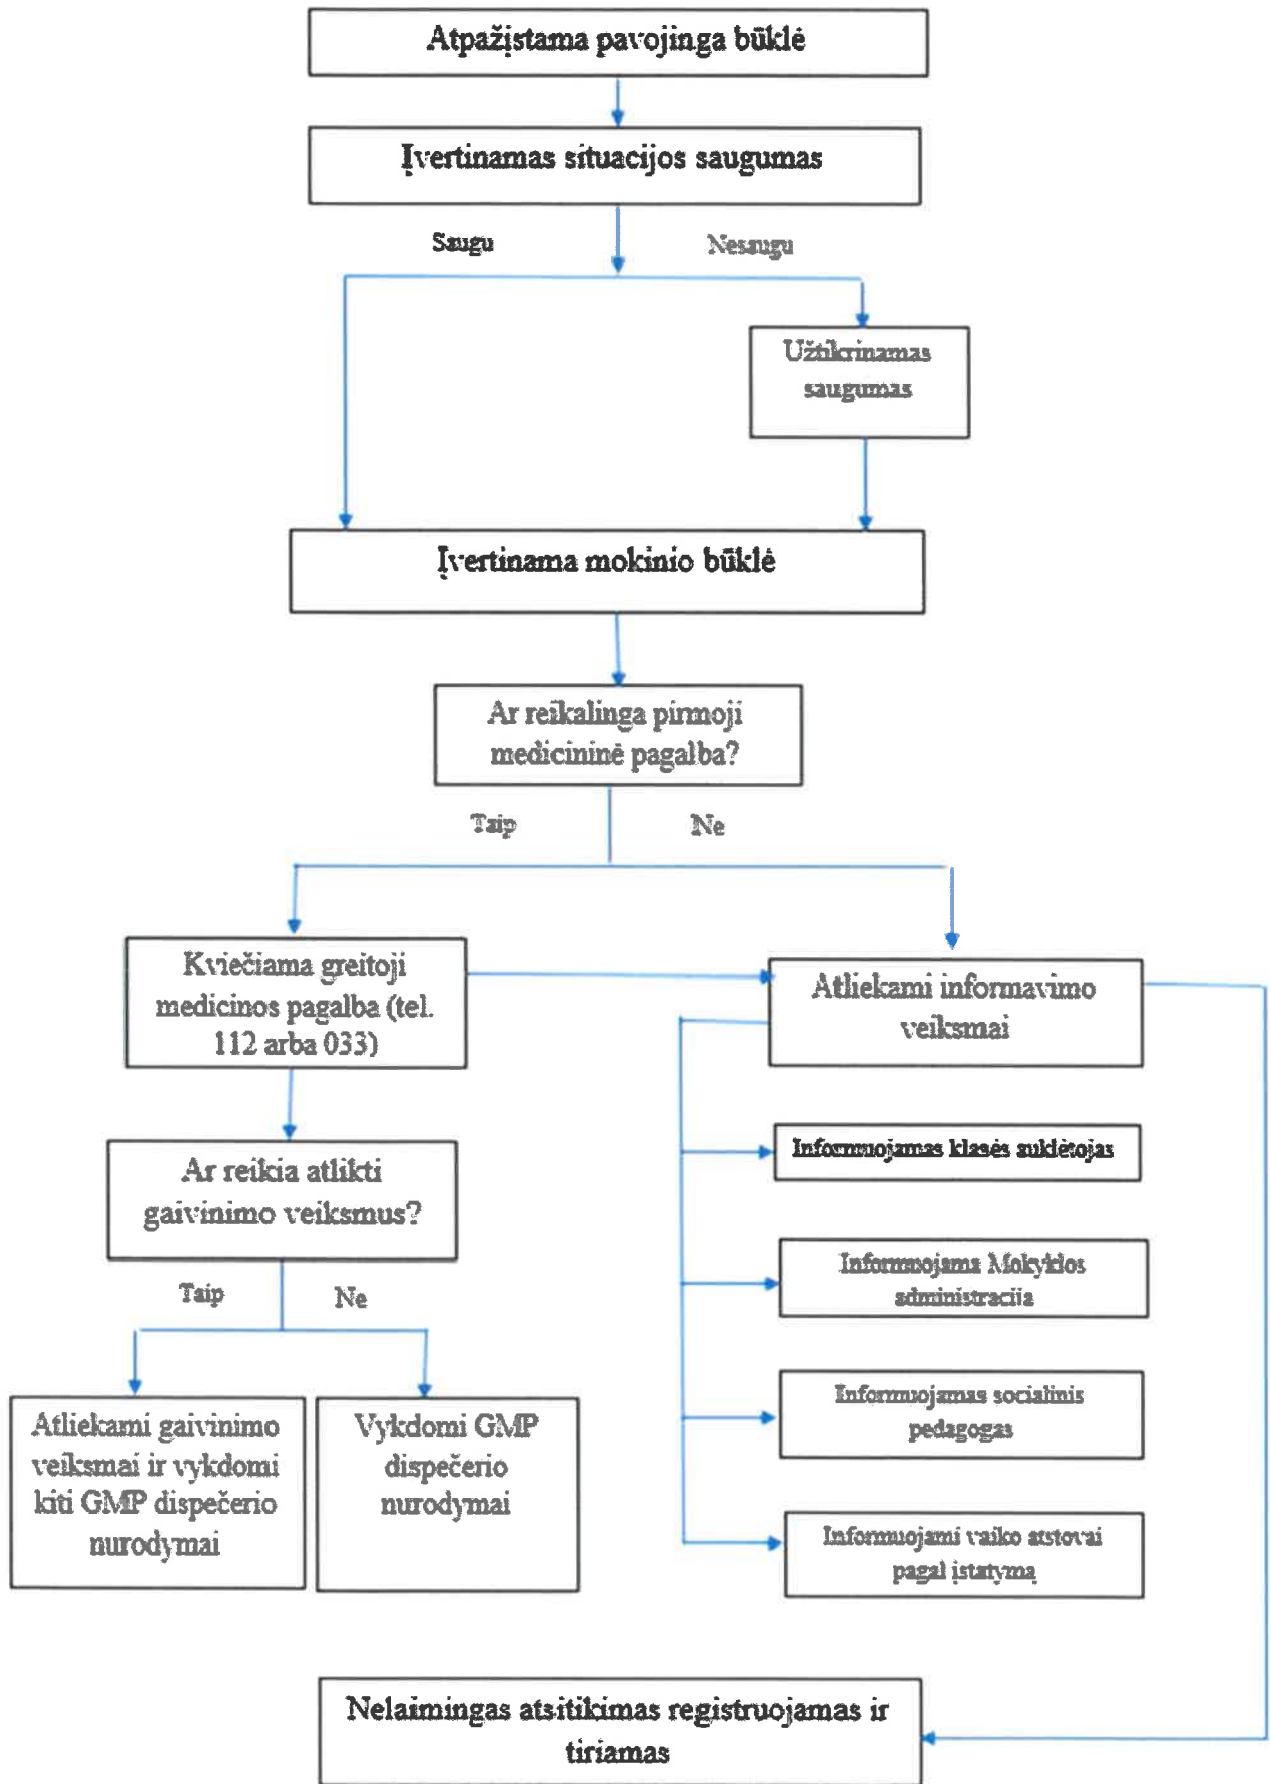 Atpažįstama pavojinga būklė
Įvertinamas situacijos saugumas
Saugu
Nesaugu
Užtikrinamas
saugumas
Įvertinama mokinio būklė
Ar reikalinga pirmoji
medicininė pagalba?
Taip
Ne
Kviečiama greitoji
medicinos pagalba (tel.
112 arba 033)
Atliekami informavimo
veiksmai
Informuojamas klasės auklėtojas
Ar reikia atlikti
gaivinimo veiksmus?
Informuojama Mokyklos
administracija
Taip
Ne
Informuojamas socialinis
pedagogas
Atliekami gaivinimo
veiksmai ir vykdomi
kiti GMP dispečerio
nurodymai
Vykdomi GMP
dispečerio
nurodymai
Informuojami vaiko atstovai
pagal įstatymą
Nelaimingas atsitikimas registruojamas ir
tiriamas